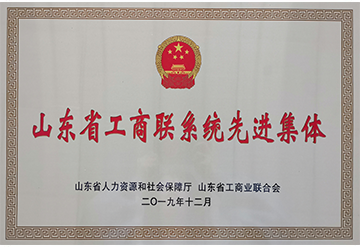 山东省工商联系统先进集体
山东省人力资源和社会保障厅 山东省工商业联合会
二〇一九年十二月